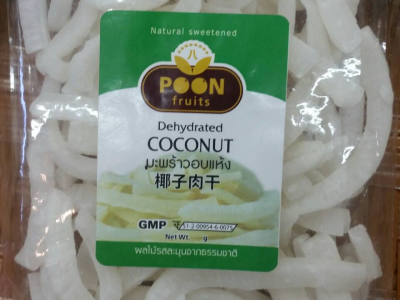 Natural sweetened
POON
fruits
Dehydrated
COCONUT
มะพร้าวอบแห้ง
椰子肉干
GMP
Net Wt. g
ผลไม้รสละมุนจากธรรมชาติ